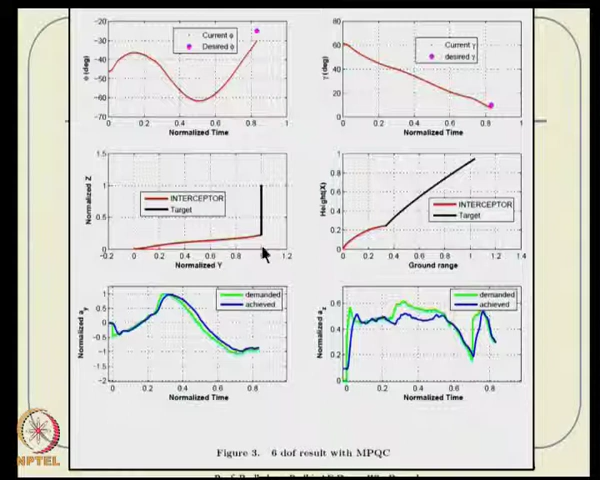 -20
-30
-40
-50
-60
-70
ϕ (deg)
Current ϕ
Desired ϕ
0 0.2 0.4 0.6 0.8 1
Normalized Time
80
60
40
20
0
γ (deg)
Current γ
desired γ
0 0.2 0.4 0.6 0.8 1
Normalized Time
1.5
1
0.5
0
Normalized Z
INTERCEPTOR
Target
-0.2 0 0.2 0.4 0.6 0.8 1 1.2
Normalized Y
1
0.8
0.6
0.4
0.2
0
Height(X)
INTERCEPTOR
Target
0 0.2 0.4 0.6 0.8 1 1.2
Ground range
1
0.5
0
-0.5
-1
-1.5
-2
Normalized a_y
demanded
achieved
0 0.2 0.4 0.6 0.8
Normalized Time
0.6
0.4
0.2
0
Normalized a_z
demanded
achieved
0 0.2 0.4 0.6 0.8
Normalized Time
Figure 3. 6 dof result with MPQC
NPTEL